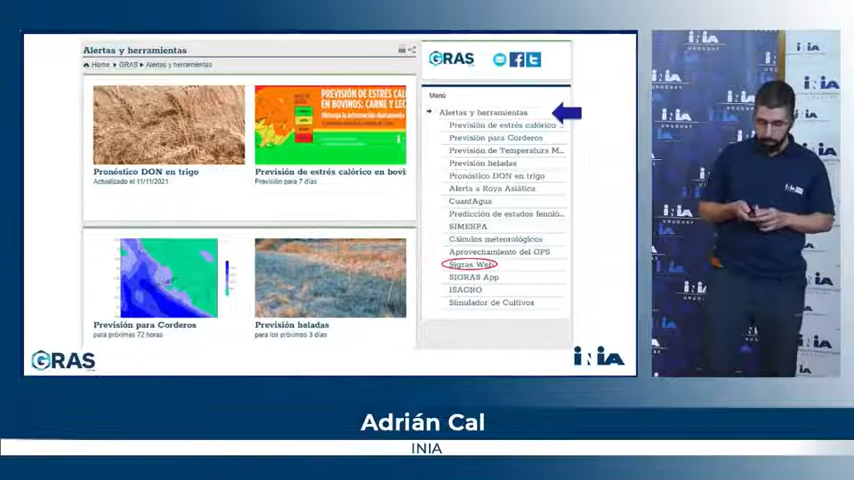 Alertas y herramientas
Home GRAS Alertas y herramientas
Pronóstico DON en trigo
Actualizado el 11/11/2021
PREVISIÓN DE ESTRÉS CAL
EN BOVINOS: CARNE Y LEC
Previsión de estrés calórico en bovi
Previsión para 7 días
Previsión para Corderos
para próximas 72 horas
Previsión heladas
para los próximos 3 días
GRAS
Menú
Alertas y herramientas
Previsión de estrés calórico ...
Previsión para Corderos
Previsión de Temperatura M...
Previsión heladas
Pronóstico DON en trigo
Alerta a Roya Asiática
CuantAgua
Predicción de estados fenoló...
SIMERPA
Cálculos meteorológicos
Aprovechamiento del GPS
Sigras Web
SIGRAS App
ISAGRO
Simulador de Cultivos
GRAS
INIA
INIA
URUGUAY
Adrián Cal
INIA